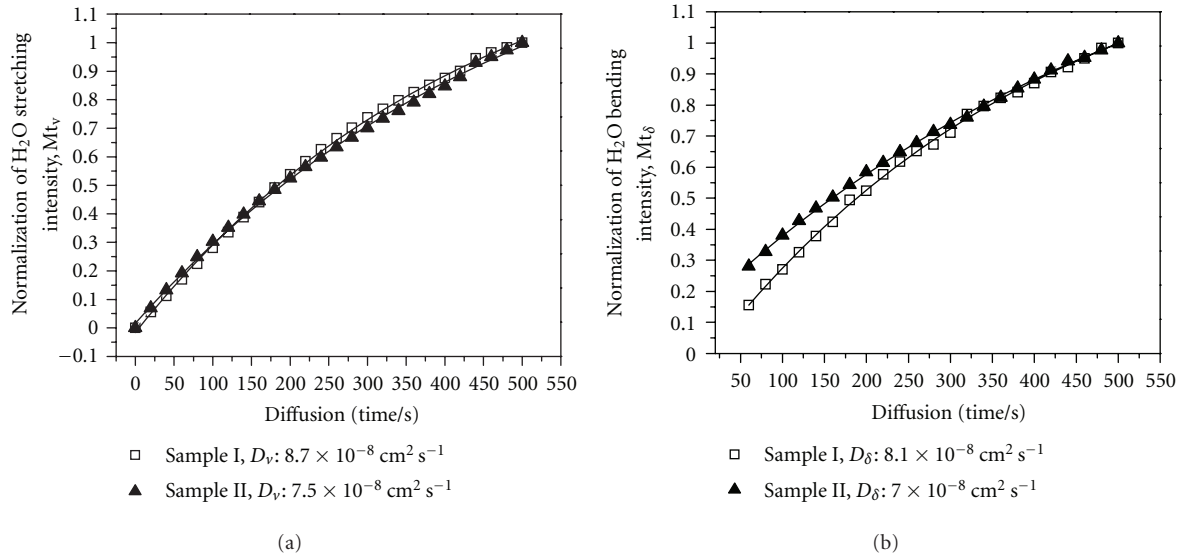 1.1
1
0.9
0.8
0.7
0.6
0.5
0.4
0.3
0.2
0.1
0
−0.1
Normalization of H2O stretching
intensity, Mtν
0 50 100 150 200 250 300 350 400 450 500 550
Diffusion (time/s)
Sample I, Dν: 8.7 × 10−8 cm2 s−1
Sample II, Dν: 7.5 × 10−8 cm2 s−1
(a)
1.1
1
0.9
0.8
0.7
0.6
0.5
0.4
0.3
0.2
0.1
0
Normalization of H2O bending
intensity, Mtδ
50 100 150 200 250 300 350 400 450 500 550
Diffusion (time/s)
Sample I, Dδ: 8.1 × 10−8 cm2 s−1
Sample II, Dδ: 7 × 10−8 cm2 s−1
(b)